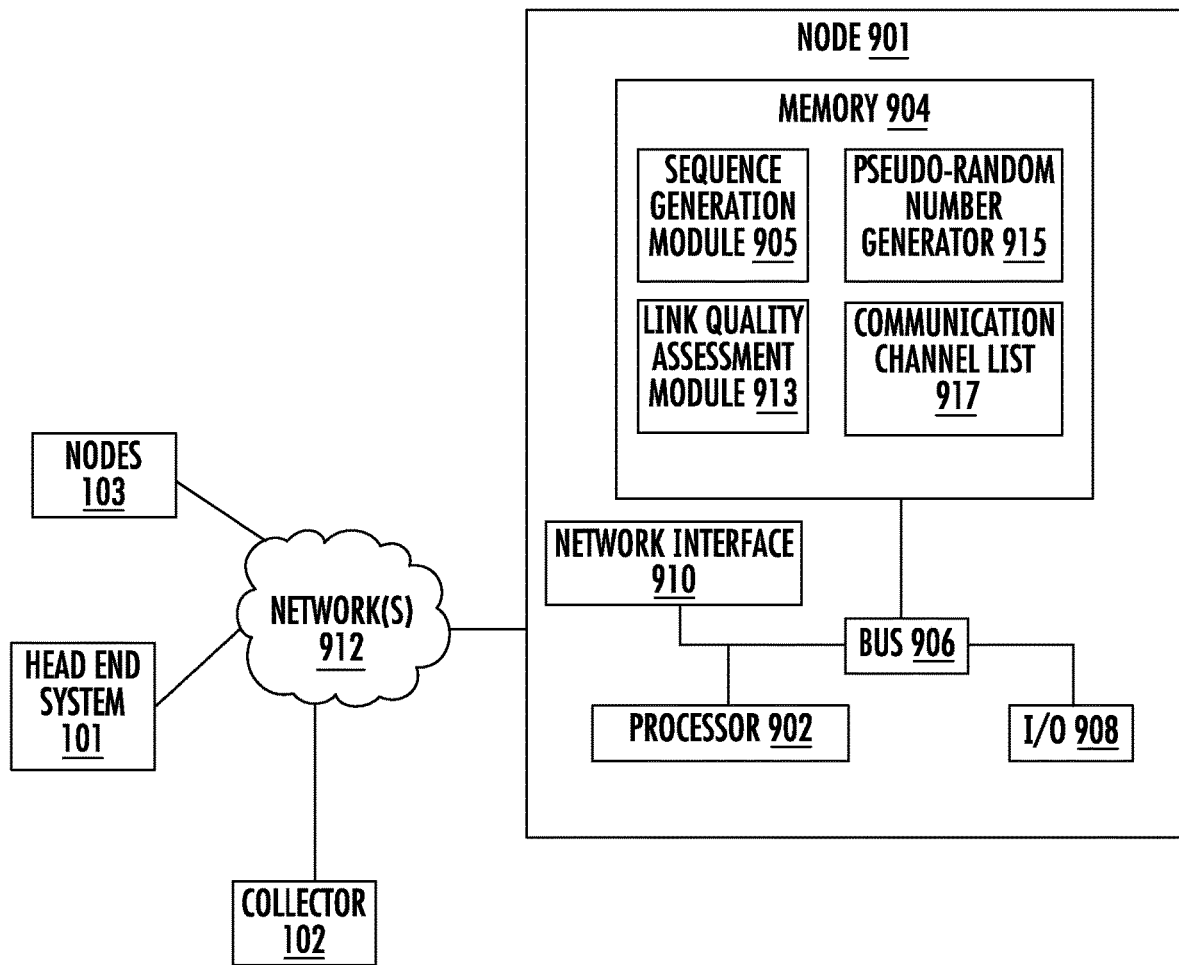 NODE 901
MEMORY 904
SEQUENCE
GENERATION
MODULE 905
PSEUDO-RANDOM
NUMBER
GENERATOR 915
LINK QUALITY
ASSESSMENT
MODULE 913
COMMUNICATION
CHANNEL LIST
917
NODES
103
NETWORK INTERFACE
910
NETWORK(S)
912
BUS 906
HEAD END
SYSTEM
101
PROCESSOR 902
I/O 908
COLLECTOR
102